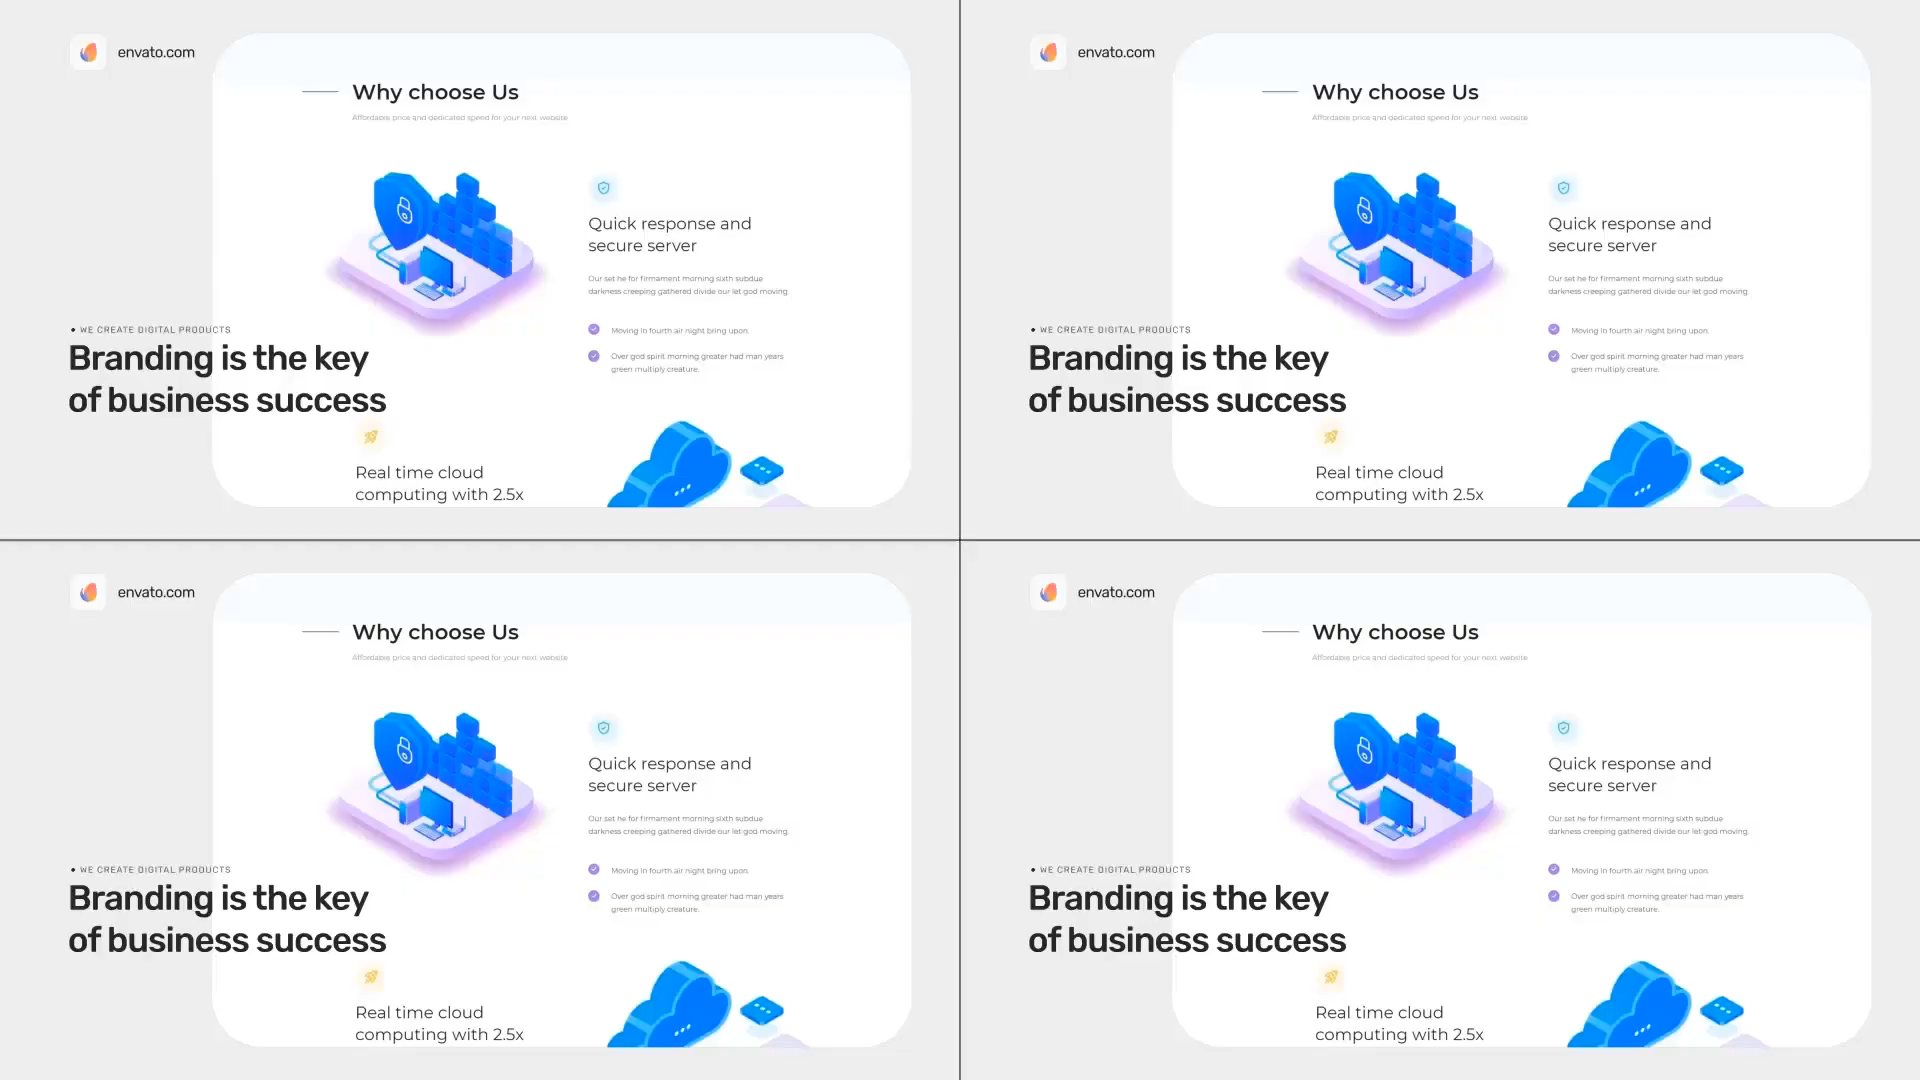 envato.com
Why choose Us
Affordable price and dedicated spend for your next website
Quick response and
secure server
Our set he for firmament morning sixth subdue
darkness creeping gathered divide our let god moving
• WE CREATE DIGITAL PRODUCTS
Moving in fourth air night bring upon.
Branding is the key
Over god spirit morning greater had man years
green multiply creature.
of business success
Real time cloud
computing with 2.5x
envato.com
Why choose Us
Affordable price and dedicated spend for your next website
Quick response and
secure server
Our set he for firmament morning sixth subdue
darkness creeping gathered divide our let god moving
• WE CREATE DIGITAL PRODUCTS
Moving in fourth air night bring upon.
Branding is the key
Over god spirit morning greater had man years
green multiply creature.
of business success
Real time cloud
computing with 2.5x
envato.com
Why choose Us
Affordable price and dedicated spend for your next website
Quick response and
secure server
Our set he for firmament morning sixth subdue
darkness creeping gathered divide our let god moving.
• WE CREATE DIGITAL PRODUCTS
Moving in fourth air night bring upon.
Branding is the key
Over god spirit morning greater had man years
green multiply creature.
of business success
Real time cloud
computing with 2.5x
envato.com
Why choose Us
Affordable price and dedicated spend for your next website
Quick response and
secure server
Our set he for firmament morning sixth subdue
darkness creeping gathered divide our let god moving.
• WE CREATE DIGITAL PRODUCTS
Moving in fourth air night bring upon.
Branding is the key
Over god spirit morning greater had man years
green multiply creature.
of business success
Real time cloud
computing with 2.5x